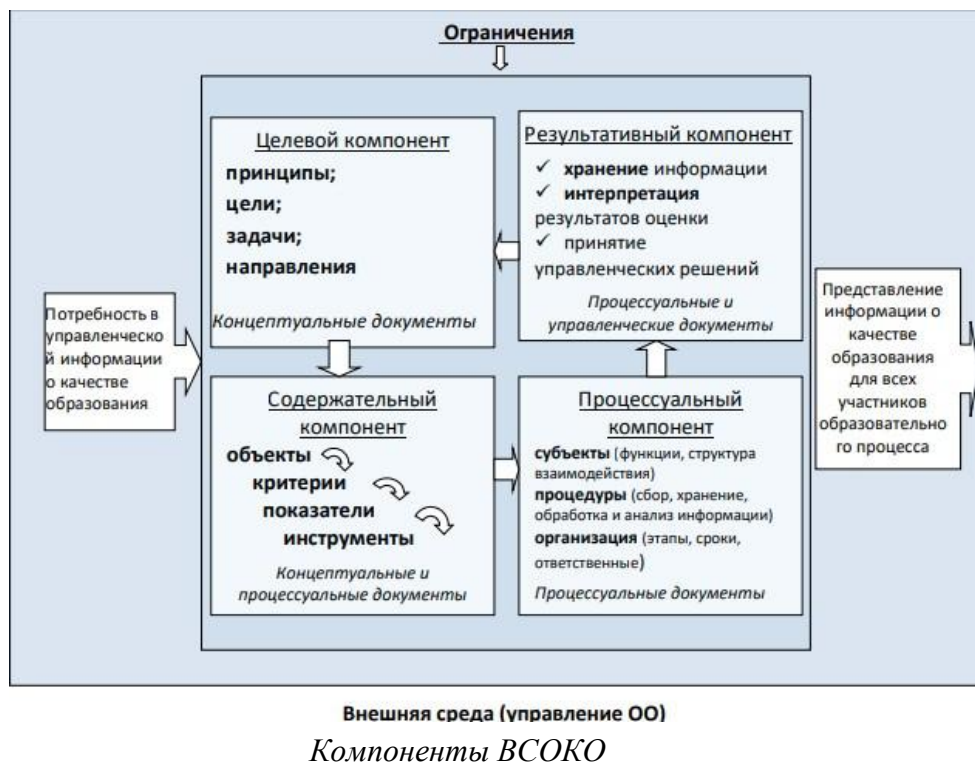 Ограничения
Целевой компонент
принципы;
цели;
задачи;
направления
Концептуальные документы
Результативный компонент
✓ хранение информации
✓ интерпретация
результатов оценки
✓ принятие
управленческих решений
Процессуальные и
управленческие документы
Потребность в
управленческо
й информации
о качестве
образования
Содержательный
компонент
объекты
критерии
показатели
инструменты
Концептуальные и
процессуальные документы
Процессуальный
компонент
субъекты (функции, структура
взаимодействия)
процедуры (сбор, хранение,
обработка и анализ информации)
организация (этапы, сроки,
ответственные)
Процессуальные документы
Представление
информации о
качестве
образования
для всех
участников
образовательно
го процесса
Внешняя среда (управление ОО)
Компоненты ВСОКО